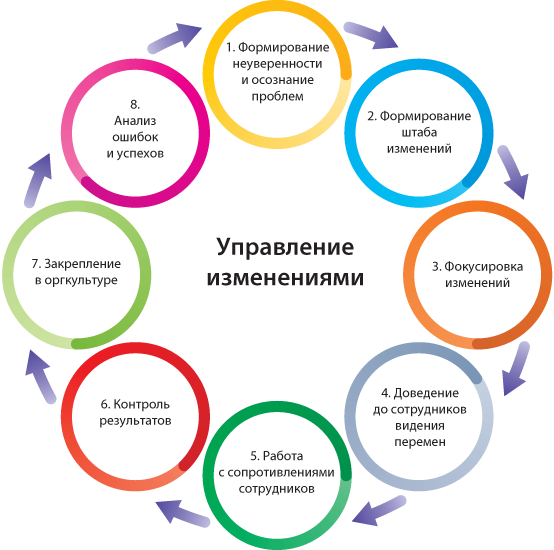 1. Формирование
неуверенности
и осознание
проблем
2. Формирование
штаба
изменений
3. Фокусировка
изменений
4. Доведение
до сотрудников
видения
перемен
5. Работа
с сопротивлениями
сотрудников
6. Контроль
результатов
7. Закрепление
в оргкультуре
8.
Анализ
ошибок
и успехов
Управление
изменениями